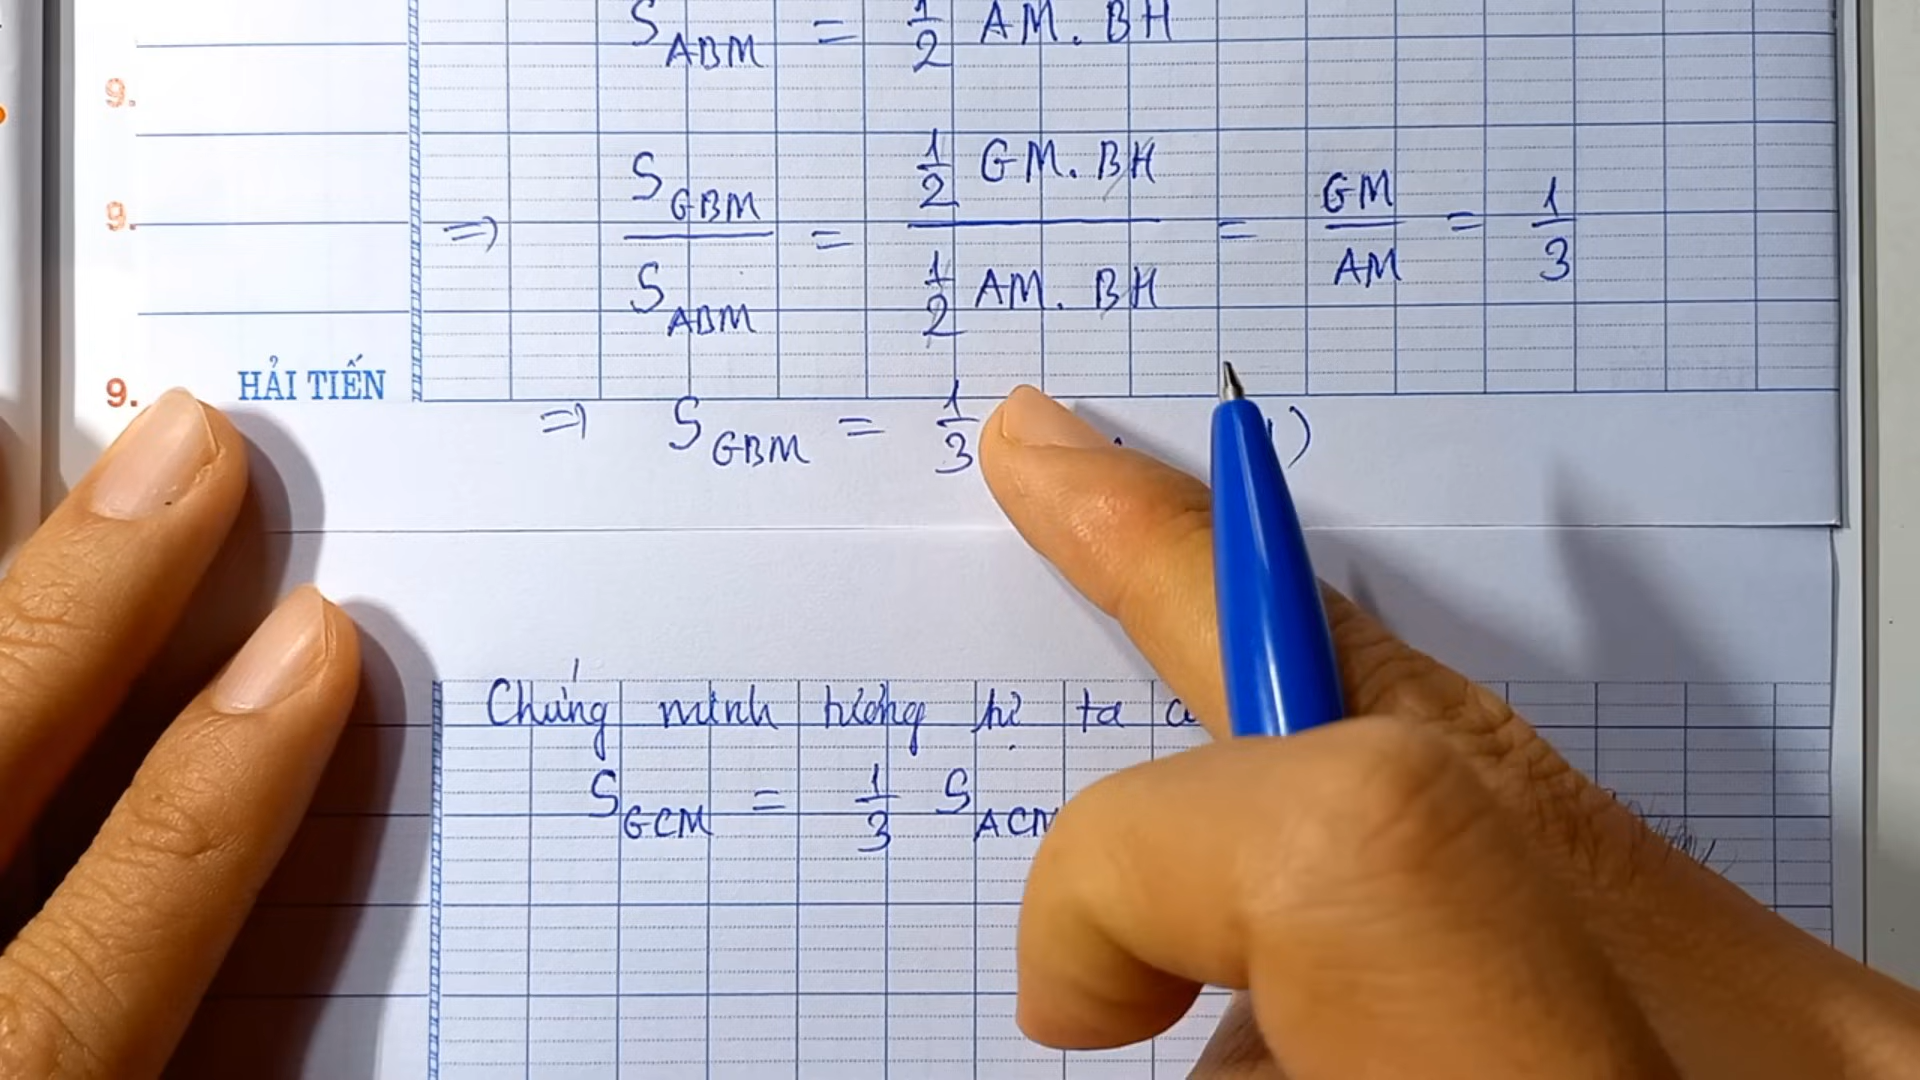 S_ABM = 1/2 AM. BH
9.
=> S_GBM / S_ABM = 1/2 GM. BH / 1/2 AM. BH = GM / AM = 1/3
9.
9. HẢI TIẾN
=> S_GBM = 1/3 )
Chứng minh tương tự ta
S_GCM = 1/3 S_ACM